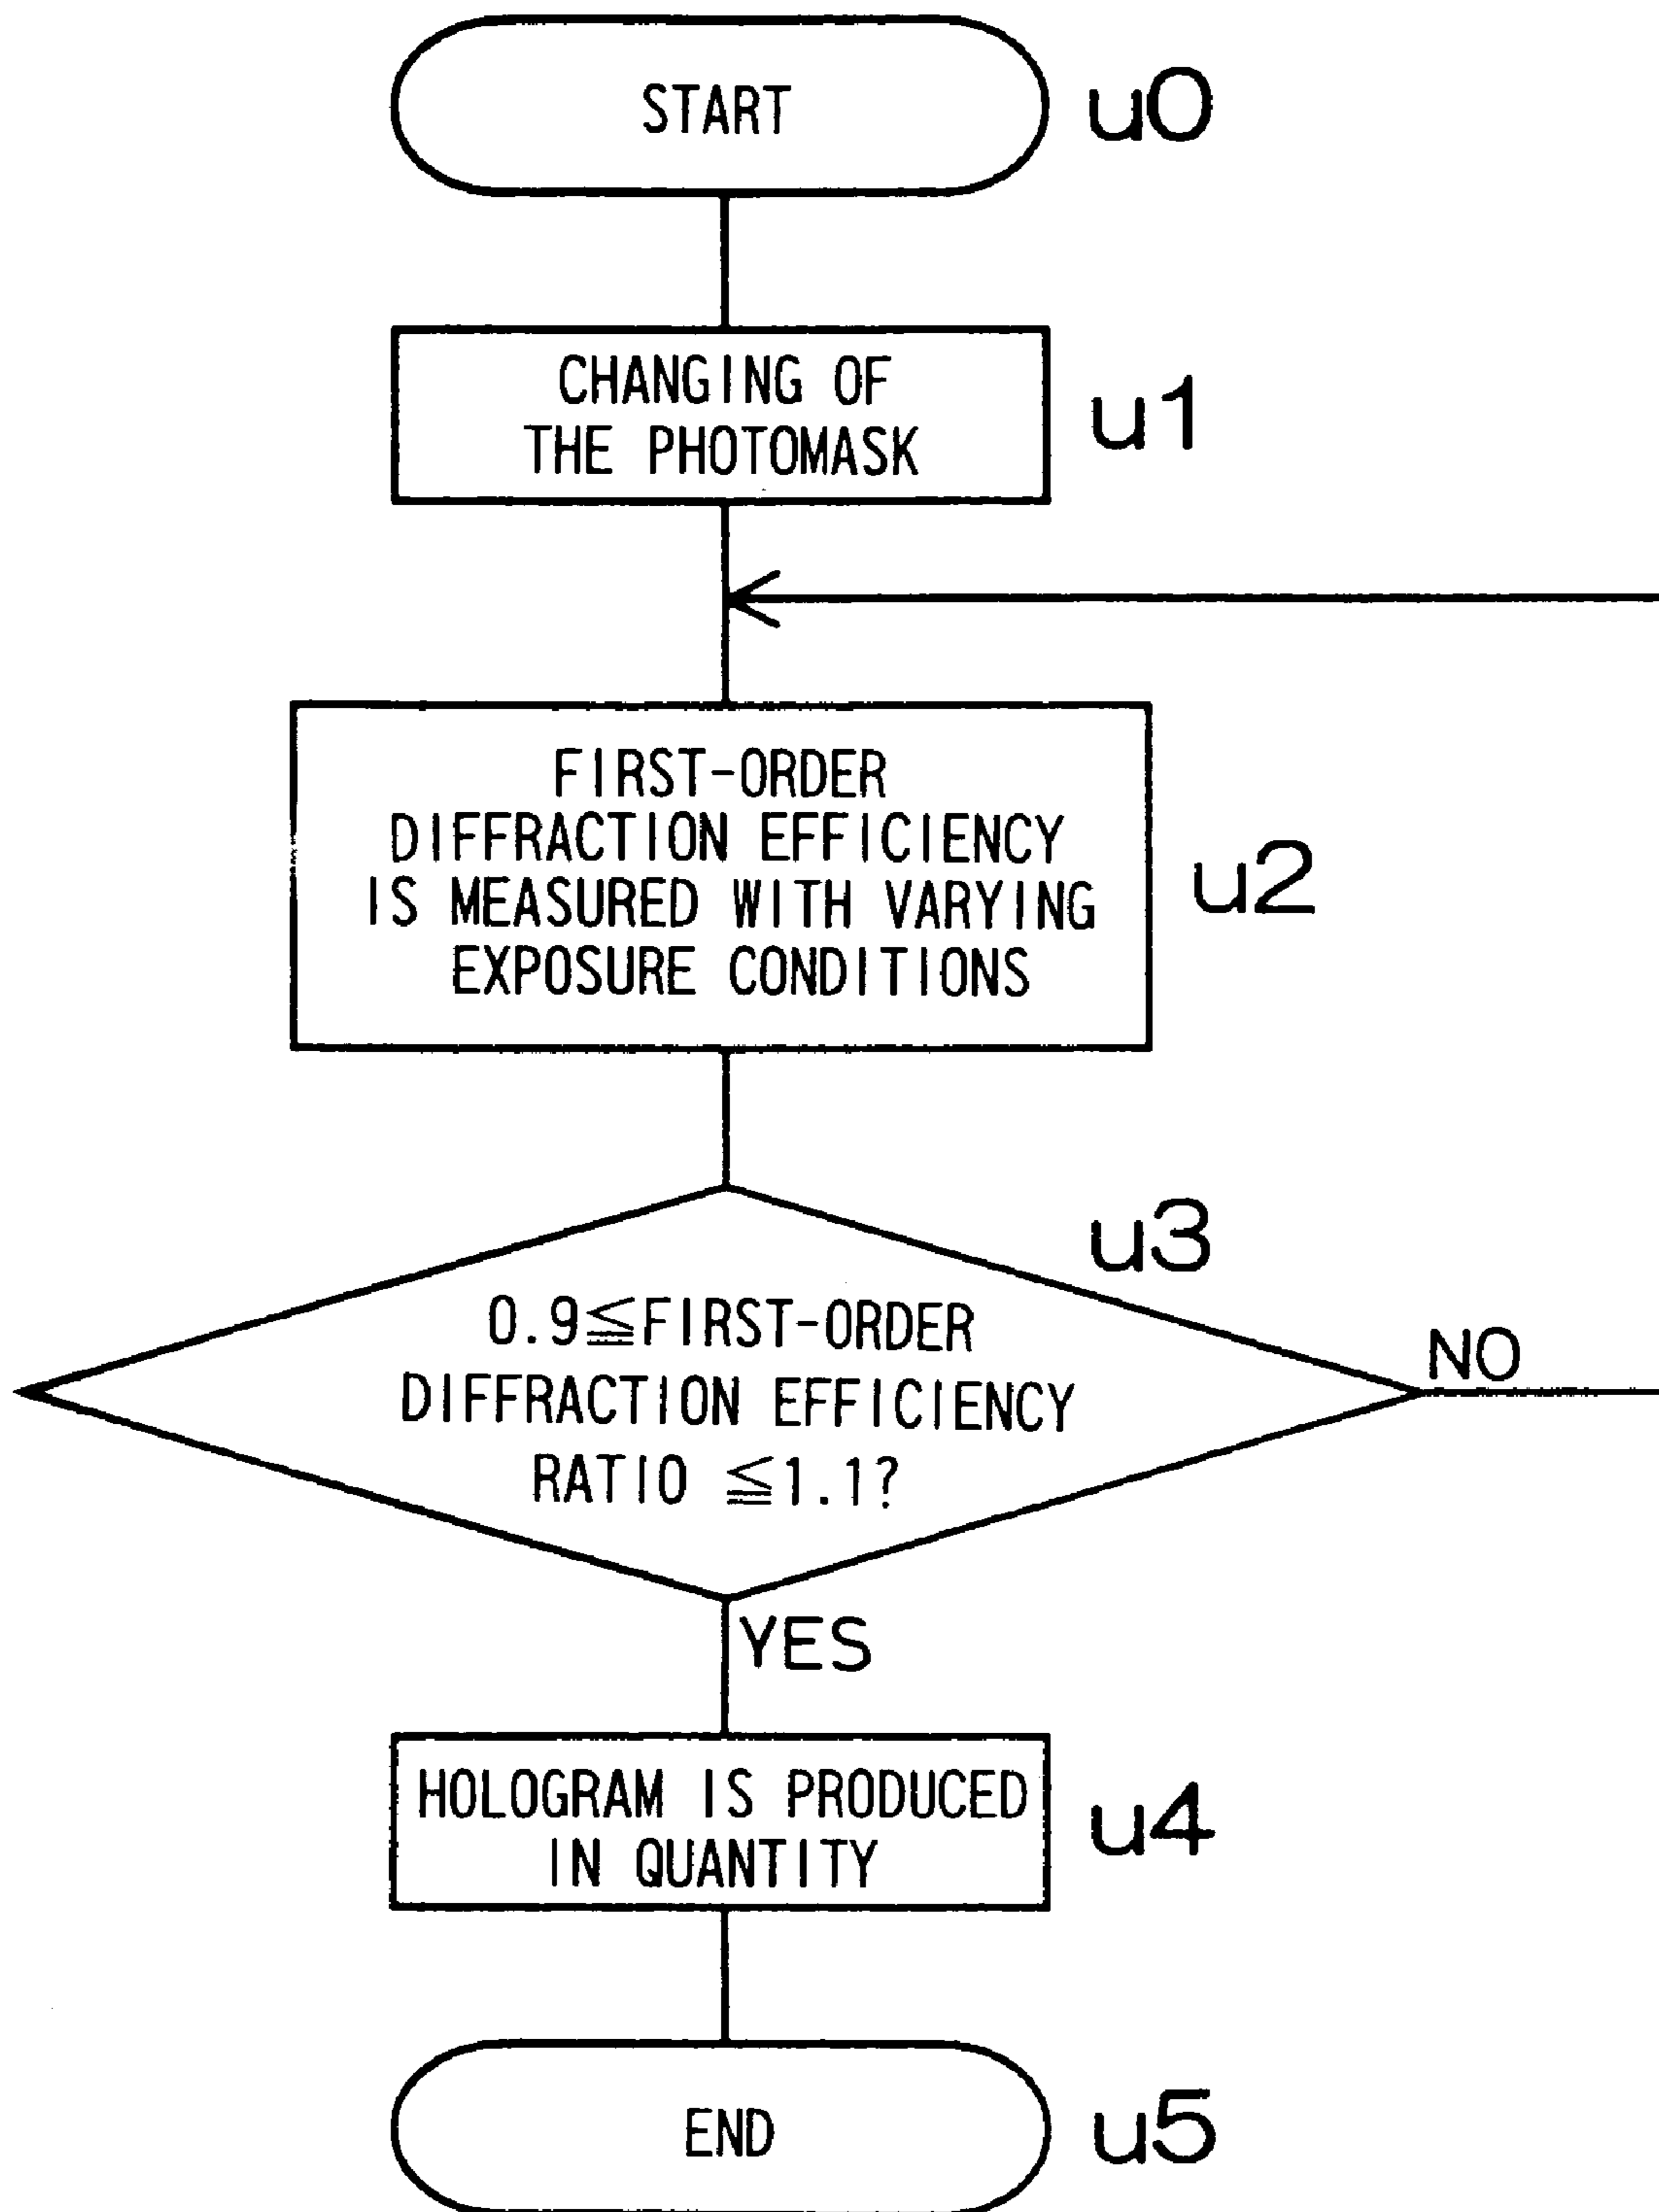 START
u0
CHANGING OF
THE PHOTOMASK
u1
FIRST-ORDER
DIFFRACTION EFFICIENCY
IS MEASURED WITH VARYING
EXPOSURE CONDITIONS
u2
u3
0.9≦FIRST-ORDER
DIFFRACTION EFFICIENCY
RATIO ≦1.1?
NO
YES
HOLOGRAM IS PRODUCED
IN QUANTITY
u4
END
u5